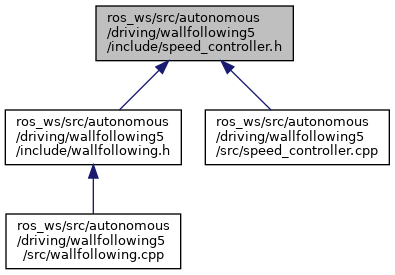 ros_ws/src/autonomous
/driving/wallfollowing5
/include/speed_controller.h
ros_ws/src/autonomous
/driving/wallfollowing5
/include/wallfollowing.h
ros_ws/src/autonomous
/driving/wallfollowing5
/src/speed_controller.cpp
ros_ws/src/autonomous
/driving/wallfollowing5
/src/wallfollowing.cpp